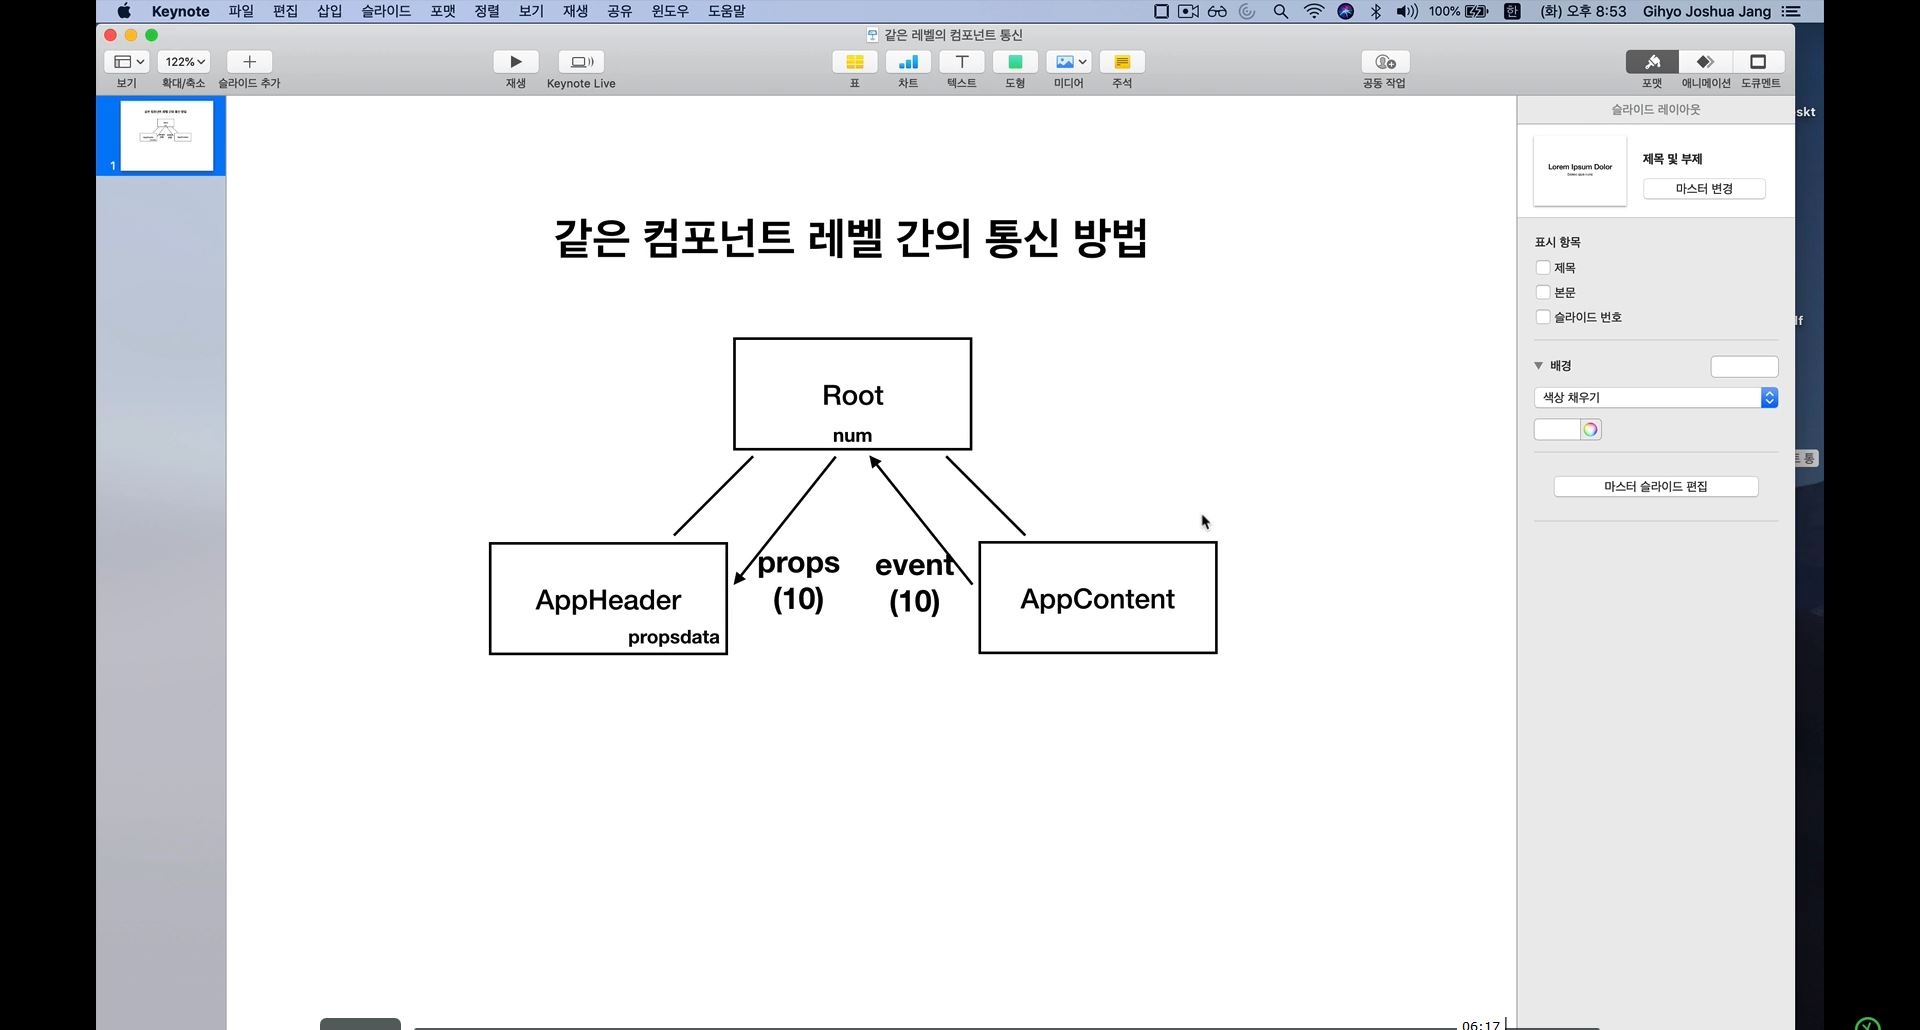 Keynote 파일 편집 삽입 슬라이드 포맷 정렬 보기 재생 공유 윈도우 도움말 100% 한 (화) 오후 8:53 Gihyo Joshua Jang
같은 레벨의 컴포넌트 통신
122%
보기 확대/축소 슬라이드 추가 재생 Keynote Live 표 차트 텍스트 도형 미디어 주석 공동 작업 포맷 애니메이션 도큐멘트
슬라이드 레이아웃
skt
1
Lorem Ipsum Dolor
제목 및 부제
마스터 변경
같은 컴포넌트 레벨 간의 통신 방법
표시 항목
제목
본문
슬라이드 번호
lf
배경
색상 채우기
Root
num
트 통
마스터 슬라이드 편집
props
(10)
event
(10)
AppHeader
propsdata
AppContent
06:17